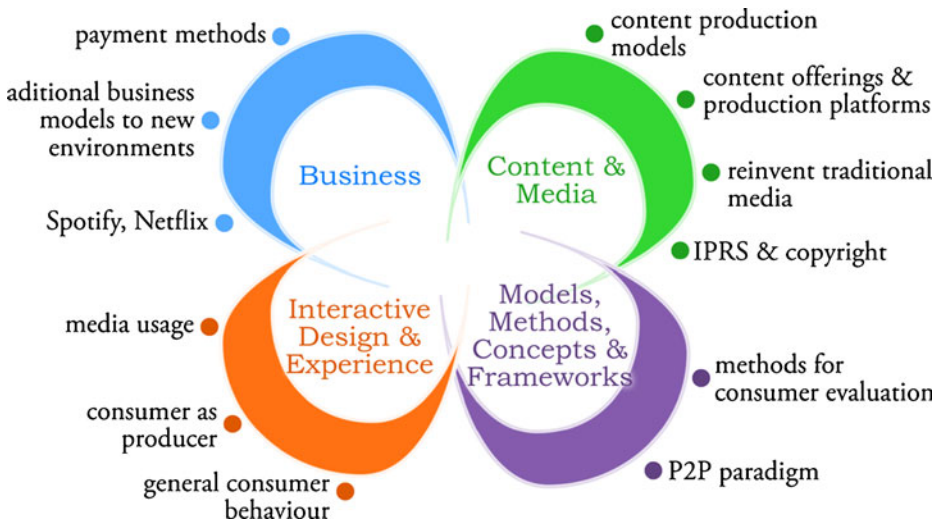 payment methods
aditional business
models to new
environments
Spotify, Netflix
Business
content production
models
content offerings &
production platforms
reinvent traditional
media
IPRS & copyright
Content &
Media
media usage
consumer as
producer
general consumer
behaviour
Interactive
Design &
Experience
Models,
Methods,
Concepts &
Frameworks
methods for
consumer evaluation
P2P paradigm